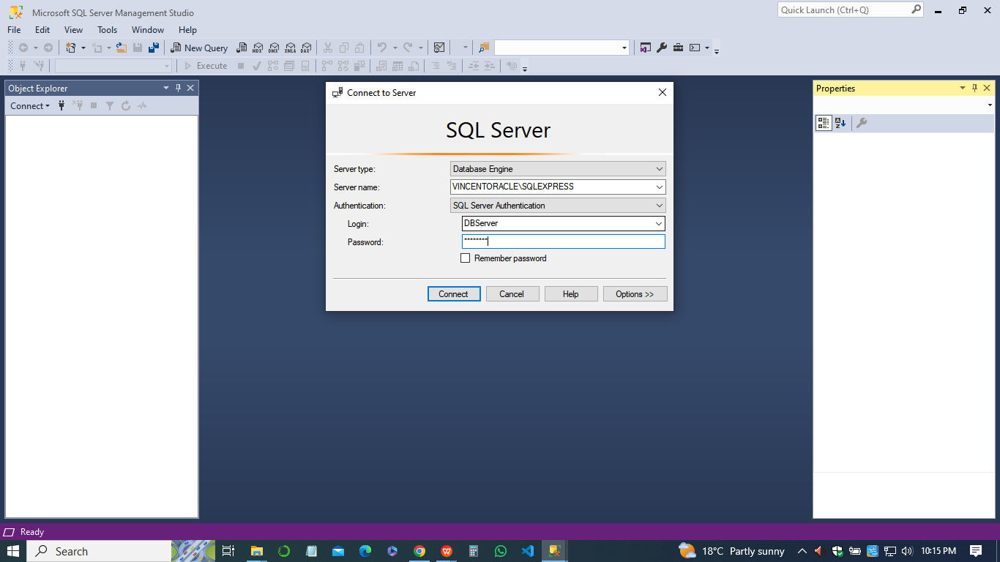 Microsoft SQL Server Management Studio
Quick Launch (Ctrl+Q)
File Edit View Tools Window Help
New Query MDX DMX XMLA DAX
Execute
Object Explorer
Connect
Connect to Server
SQL Server
Server type: Database Engine
Server name: VINCENTORACLE\SQLEXPRESS
Authentication: SQL Server Authentication
Login: DBServer
Password: ********
Remember password
Connect Cancel Help Options >>
Properties
Ready
Search
18°C Partly sunny
10:15 PM